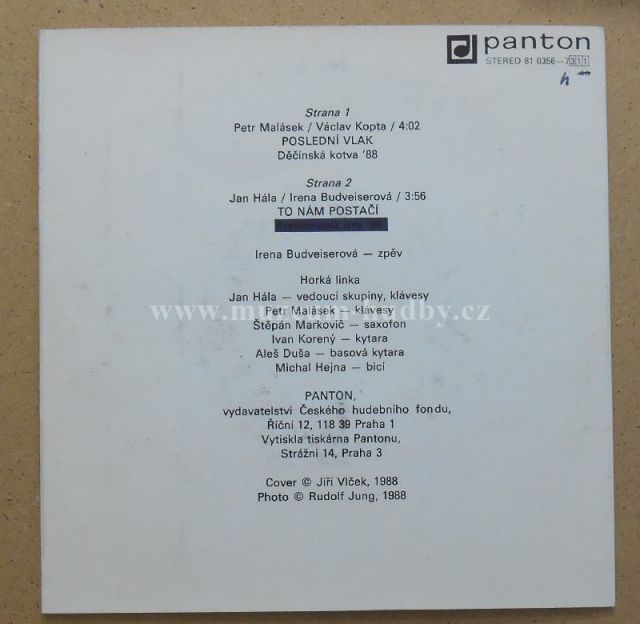 panton
STEREO 81 0356-7311
h
Strana 1
Petr Malásek / Václav Kopta / 4:02
POSLEDNÍ VLAK
Děčínská kotva '88
Strana 2
Jan Hála / Irena Budveiserová / 3:56
TO NÁM POSTAČÍ
Irena Budveiserová — zpěv
Horká linka
Jan Hála — vedoucí skupiny, klávesy
Petr Malásek — klávesy
www.muzeum-hudby.cz
Štěpán Markovič — saxofon
Ivan Korený — kytara
Aleš Duša — basová kytara
Michal Hejna — bicí
PANTON,
vydavatelství Českého hudebního fondu,
Říční 12, 118 39 Praha 1
Vytiskla tiskárna Pantonu,
Strážní 14, Praha 3
Cover © Jiří Vlček, 1988
Photo © Rudolf Jung, 1988